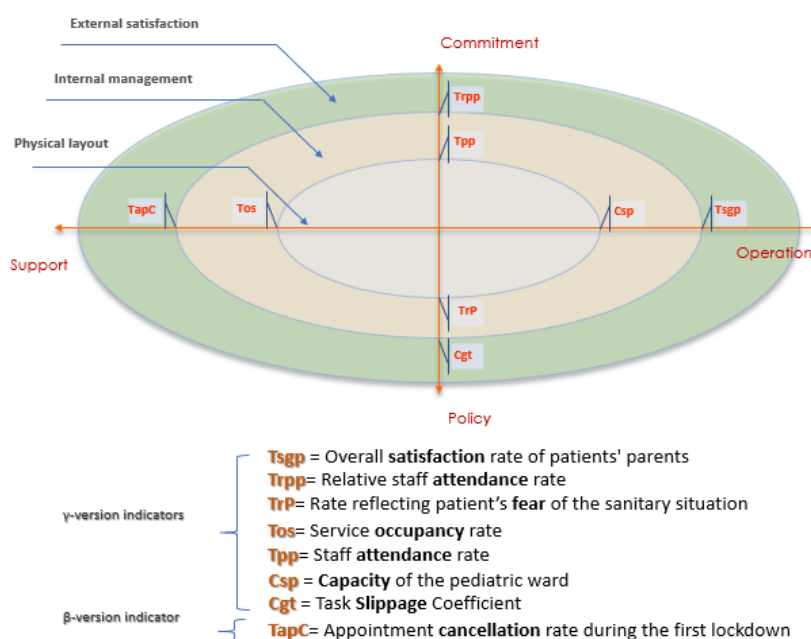 External satisfaction
Commitment
Internal management
Trpp
Physical layout
Tpp
TapC
Tos
Csp
Tsgp
Support
Operation
TrP
Cgt
Policy
Tsgp = Overall satisfaction rate of patients' parents
Trpp= Relative staff attendance rate
TrP= Rate reflecting patient's fear of the sanitary situation
γ-version indicators
Tos= Service occupancy rate
Tpp= Staff attendance rate
Csp = Capacity of the pediatric ward
Cgt = Task Slippage Coefficient
β-version indicator
TapC= Appointment cancellation rate during the first lockdown